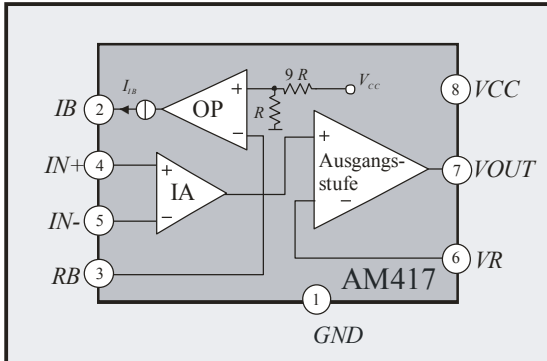 9 R
V_CC
8 VCC
I_IB
+
OP
R
IB 2
−
+
IN+ 4
+
Ausgangs-
stufe
7 VOUT
IA
−
IN- 5
−
6 VR
RB 3
AM417
1
GND